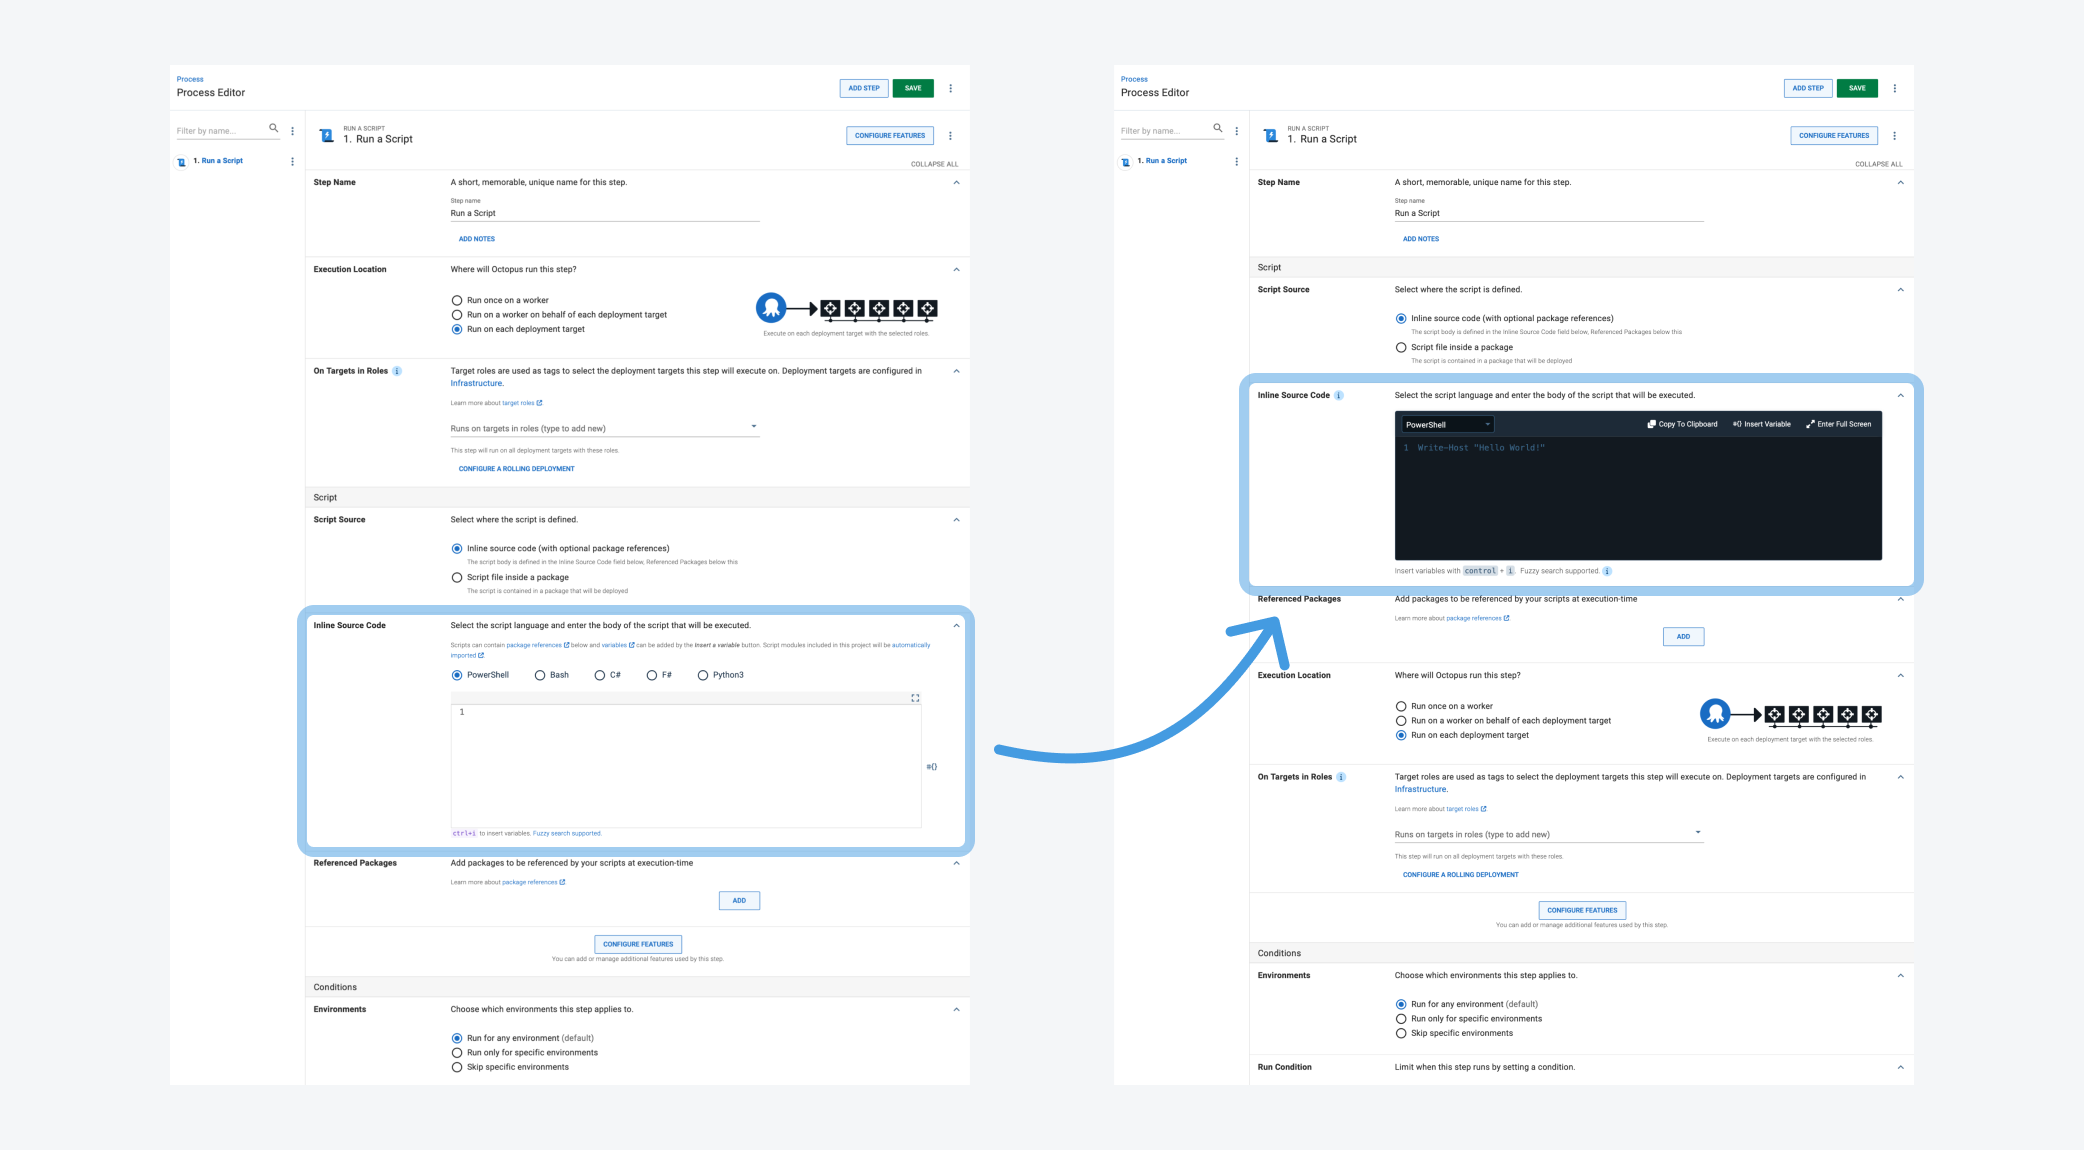 Process
Process Editor
ADD STEP
SAVE
Filter by name...
1. Run a Script
RUN A SCRIPT
1. Run a Script
CONFIGURE FEATURES
COLLAPSE ALL
Step Name
A short, memorable, unique name for this step.
Step name
Run a Script
ADD NOTES
Execution Location
Where will Octopus run this step?
Run once on a worker
Run on a worker on behalf of each deployment target
Run on each deployment target
Execute on each deployment target with the selected roles.
On Targets in Roles
Target roles are used as tags to select the deployment targets this step will execute on. Deployment targets are configured in
Infrastructure.
Learn more about target roles
Runs on targets in roles (type to add new)
This step will run on all deployment targets with these roles.
CONFIGURE A ROLLING DEPLOYMENT
Script
Script Source
Select where the script is defined.
Inline source code (with optional package references)
The script body is defined in the Inline Source Code field below, Referenced Packages below this
Script file inside a package
The script is contained in a package that will be deployed
Inline Source Code
Select the script language and enter the body of the script that will be executed.
Scripts can contain package references below and variables can be added by the Insert a variable button. Script modules included in this project will be automatically
imported
PowerShell
Bash
C#
F#
Python3
1
#{}
ctrl+i to insert variables. Fuzzy search supported
Referenced Packages
Add packages to be referenced by your scripts at execution-time
Learn more about package references
ADD
CONFIGURE FEATURES
You can add or manage additional features used by this step.
Conditions
Environments
Choose which environments this step applies to.
Run for any environment (default)
Run only for specific environments
Skip specific environments
Process
Process Editor
ADD STEP
SAVE
Filter by name...
1. Run a Script
RUN A SCRIPT
1. Run a Script
CONFIGURE FEATURES
COLLAPSE ALL
Step Name
A short, memorable, unique name for this step.
Step name
Run a Script
ADD NOTES
Script
Script Source
Select where the script is defined.
Inline source code (with optional package references)
The script body is defined in the Inline Source Code field below, Referenced Packages below this
Script file inside a package
The script is contained in a package that will be deployed
Inline Source Code
Select the script language and enter the body of the script that will be executed.
PowerShell
Copy To Clipboard
#{} Insert Variable
Enter Full Screen
1 Write-Host "Hello World!"
Insert variables with control + i. Fuzzy search supported.
Referenced Packages
Add packages to be referenced by your scripts at execution-time
Learn more about package references
ADD
Execution Location
Where will Octopus run this step?
Run once on a worker
Run on a worker on behalf of each deployment target
Run on each deployment target
Execute on each deployment target with the selected roles.
On Targets in Roles
Target roles are used as tags to select the deployment targets this step will execute on. Deployment targets are configured in
Infrastructure.
Learn more about target roles
Runs on targets in roles (type to add new)
This step will run on all deployment targets with these roles.
CONFIGURE A ROLLING DEPLOYMENT
CONFIGURE FEATURES
You can add or manage additional features used by this step.
Conditions
Environments
Choose which environments this step applies to.
Run for any environment (default)
Run only for specific environments
Skip specific environments
Run Condition
Limit when this step runs by setting a condition.